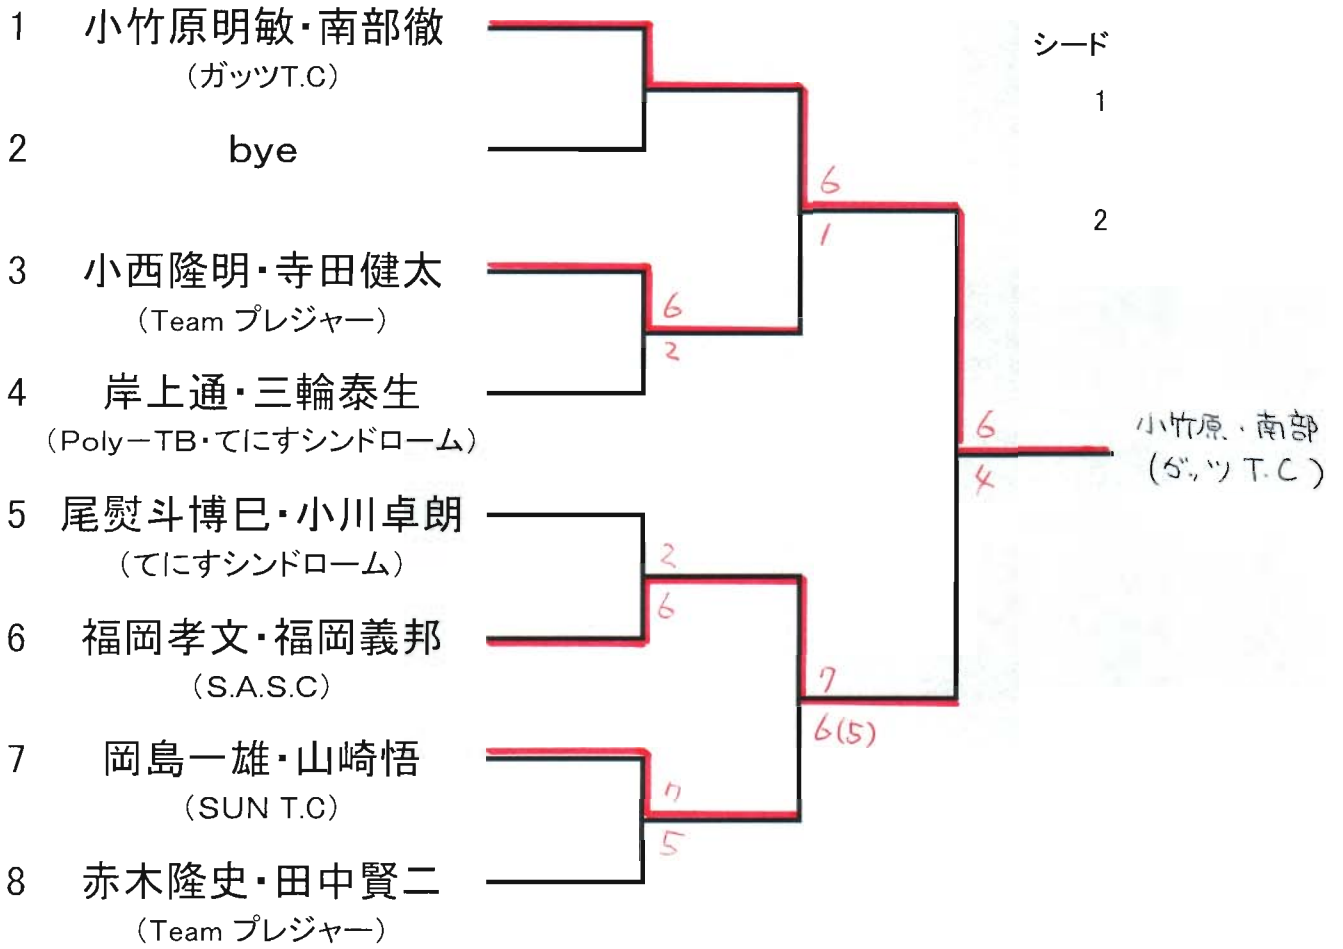 1 小竹原明敏・南部徹
(ガッツT.C)
シード
1
2 bye
6
1
2
3 小西隆明・寺田健太
(Team プレジャー)
6
2
4 岸上通・三輪泰生
(Poly－TB・てにすシンドローム)
6
4
小竹原・南部
(ガッツ T.C)
5 尾熨斗博巳・小川卓朗
(てにすシンドローム)
2
6
6 福岡孝文・福岡義邦
(S.A.S.C)
7
6(5)
7 岡島一雄・山崎悟
(SUN T.C)
7
5
8 赤木隆史・田中賢二
(Team プレジャー)